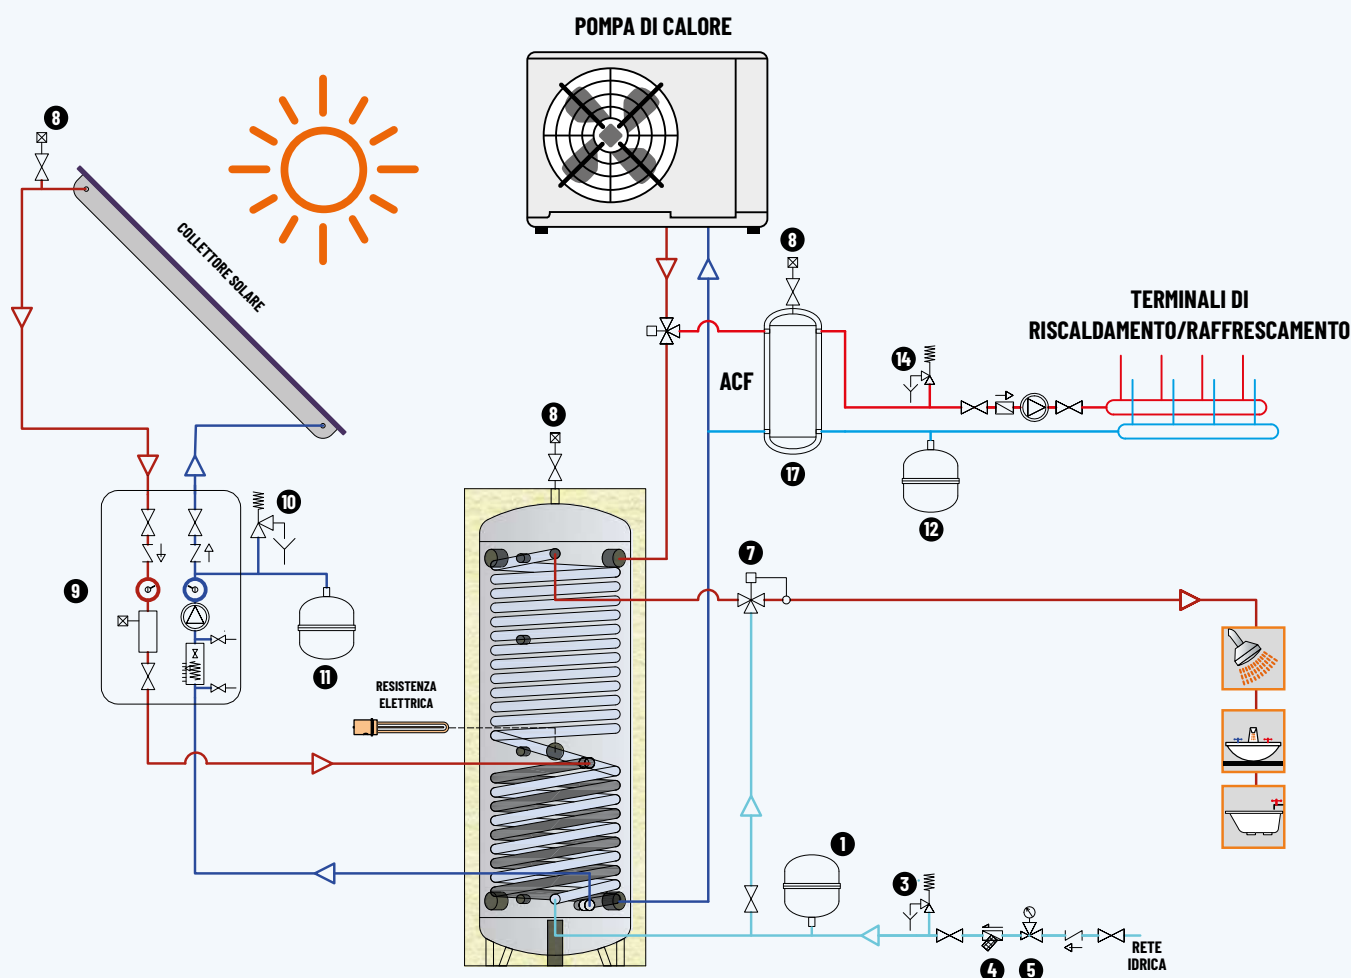 POMPA DI CALORE
8
COLLETTORE SOLARE
8
TERMINALI DI
RISCALDAMENTO/RAFFRESCAMENTO
14
ACF
8
17
12
10
9
11
7
RESISTENZA
ELETTRICA
1
3
4
5
RETE
IDRICA